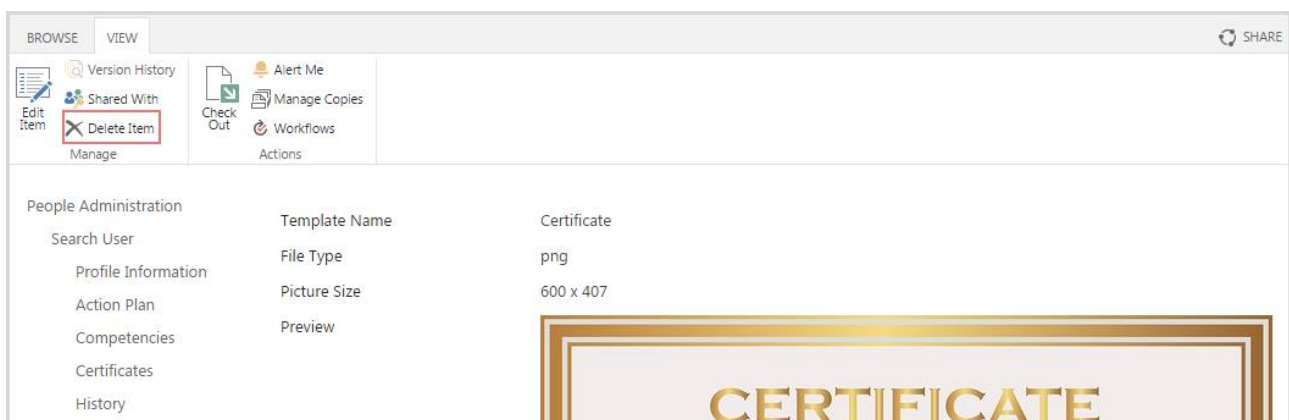 BROWSE VIEW SHARE
Version History Alert Me
Edit Item Shared With Check Out Manage Copies
Delete Item Workflows
Manage Actions
People Administration
Search User
Profile Information
Action Plan
Competencies
Certificates
History
Template Name Certificate
File Type png
Picture Size 600 x 407
Preview
CERTIFICATE